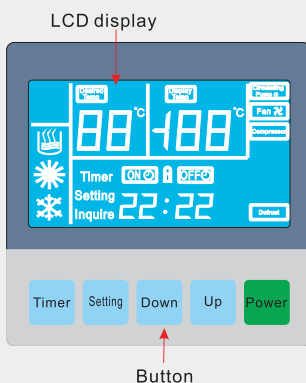 LCD display
Desired Temp
Display Temp
Circulating Pump
Fan
Compressor
88 °C
-188 °C
Timer ON OFF
Setting
Inquire 22:22
Defrost
Timer Setting Down Up Power
Button